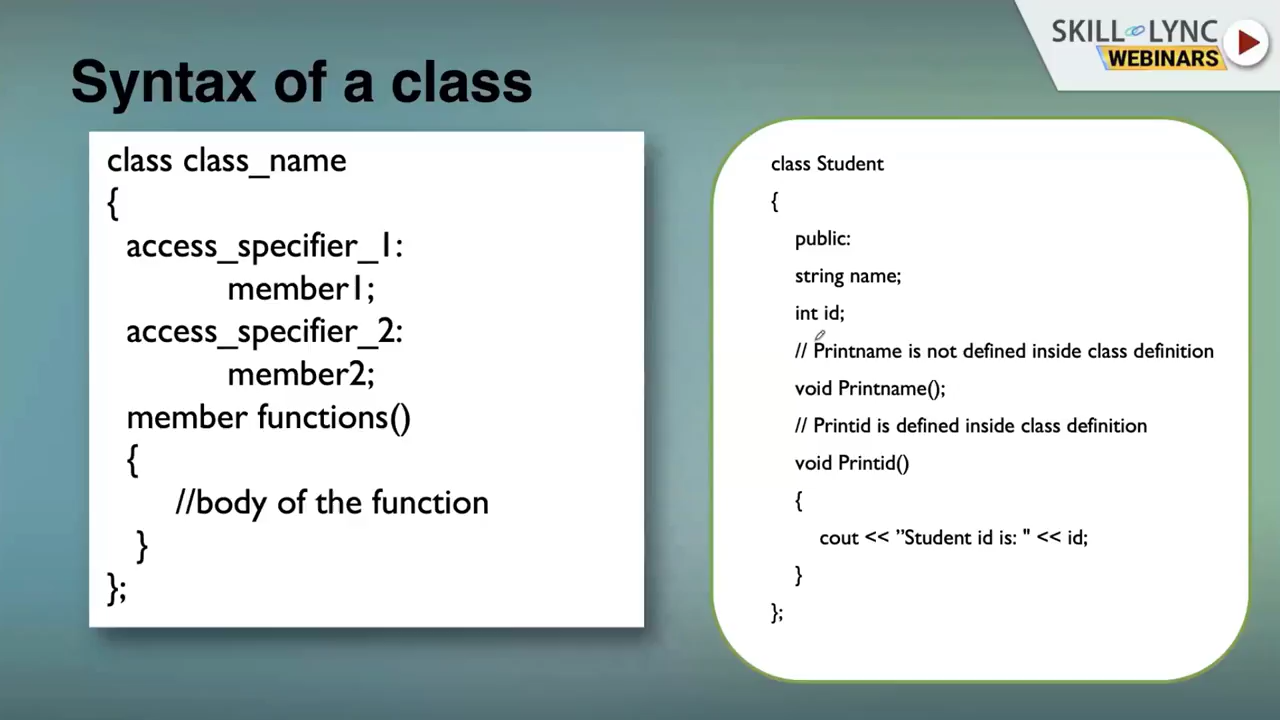 SKILL LYNC
WEBINARS
Syntax of a class
class class_name
{
access_specifier_1:
member1;
access_specifier_2:
member2;
member functions()
{
//body of the function
}
};
class Student
{
public:
string name;
int id;
// Printname is not defined inside class definition
void Printname();
// Printid is defined inside class definition
void Printid()
{
cout << ”Student id is: " << id;
}
};